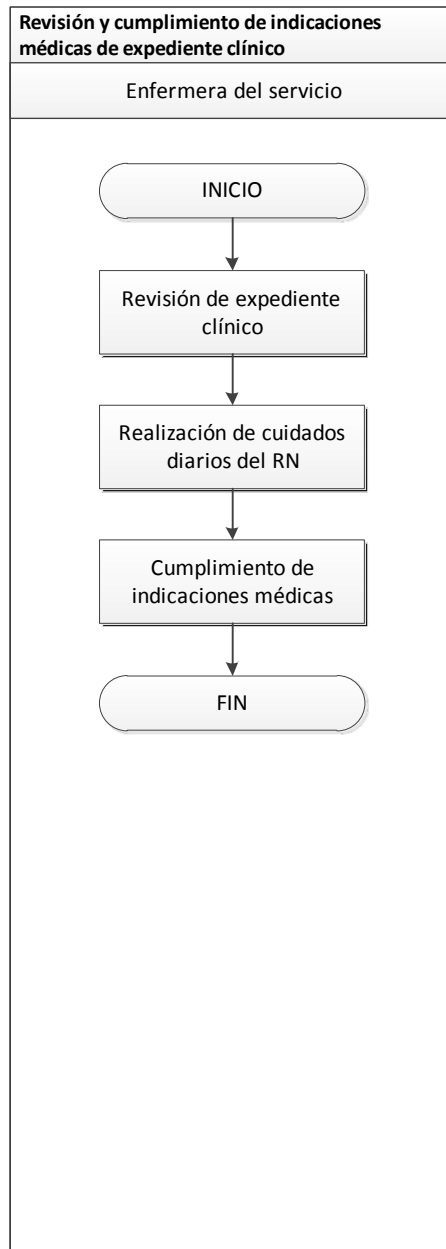 Revisión y cumplimiento de indicaciones
médicas de expediente clínico
Enfermera del servicio
INICIO
Revisión de expediente
clínico
Realización de cuidados
diarios del RN
Cumplimiento de
indicaciones médicas
FIN